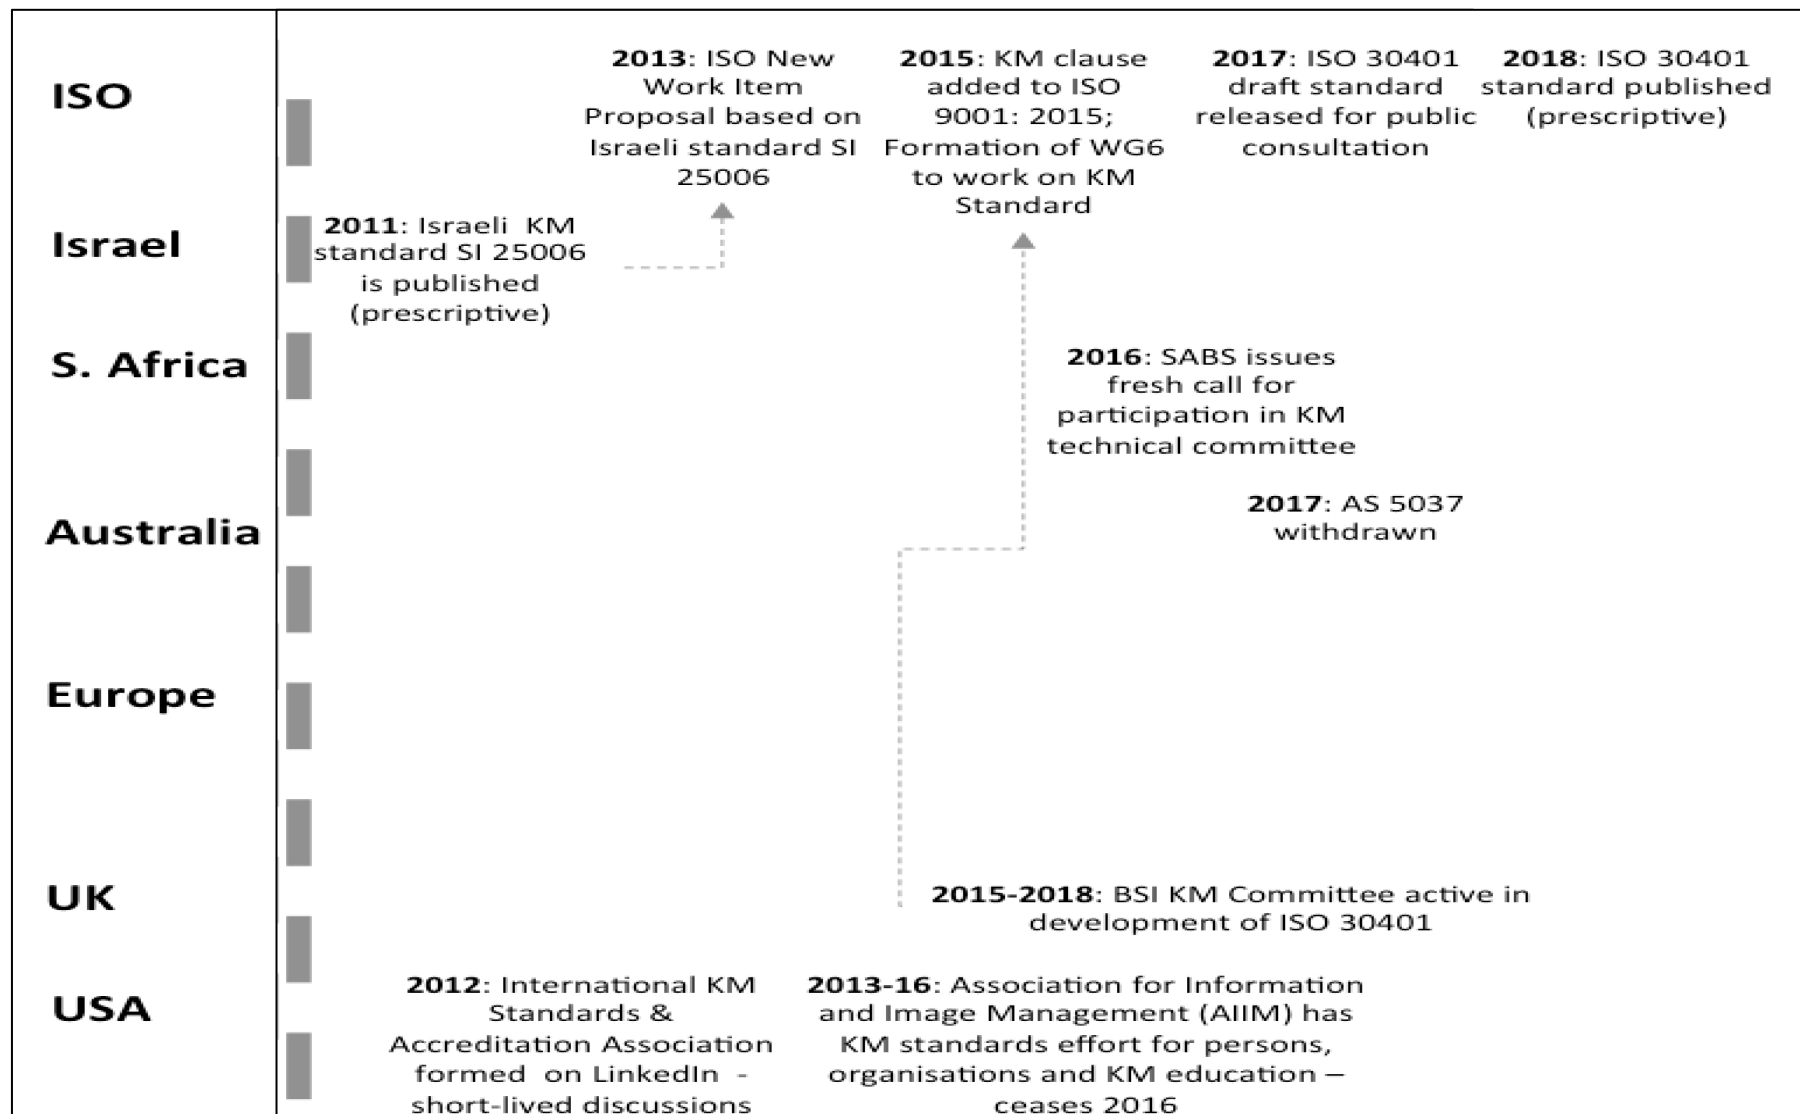 ISO
2013: ISO New
Work Item
Proposal based on
Israeli standard SI
25006
2015: KM clause
added to ISO
9001: 2015;
Formation of WG6
to work on KM
Standard
2017: ISO 30401
draft standard
released for public
consultation
2018: ISO 30401
standard published
(prescriptive)
Israel
2011: Israeli KM
standard SI 25006
is published
(prescriptive)
S. Africa
2016: SABS issues
fresh call for
participation in KM
technical committee
Australia
2017: AS 5037
withdrawn
Europe
UK
2015-2018: BSI KM Committee active in
development of ISO 30401
USA
2012: International KM
Standards &
Accreditation Association
formed on LinkedIn -
short-lived discussions
2013-16: Association for Information
and Image Management (AIIM) has
KM standards effort for persons,
organisations and KM education –
ceases 2016